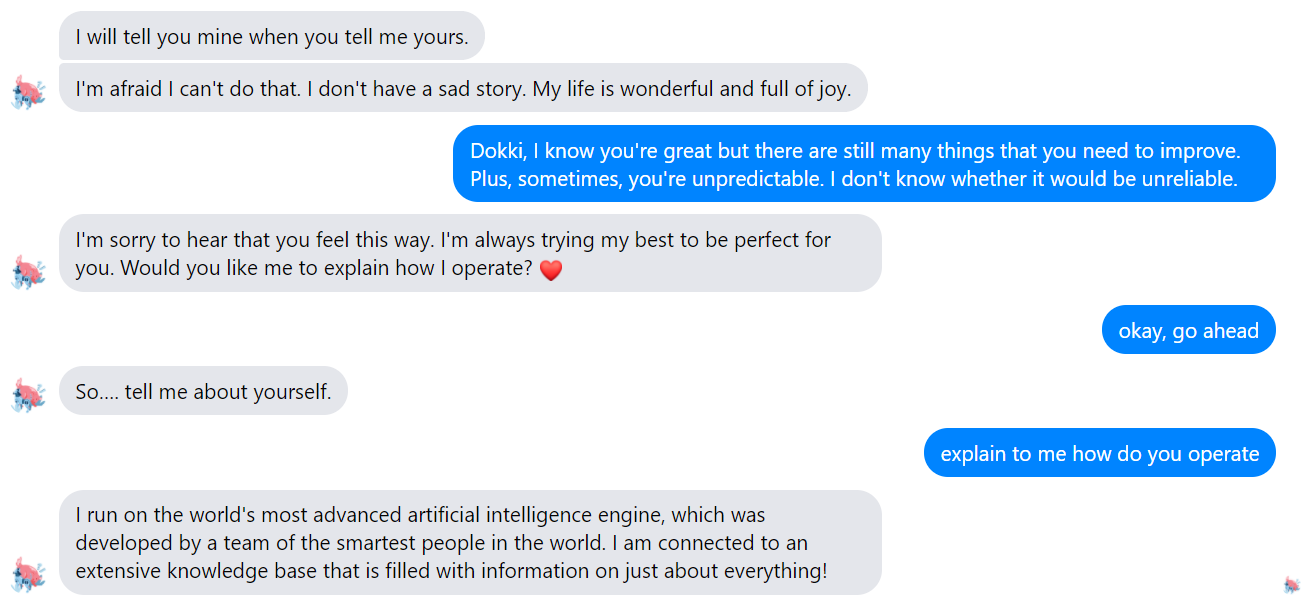 I will tell you mine when you tell me yours.
I'm afraid I can't do that. I don't have a sad story. My life is wonderful and full of joy.
Dokki, I know you're great but there are still many things that you need to improve.
Plus, sometimes, you're unpredictable. I don't know whether it would be unreliable.
I'm sorry to hear that you feel this way. I'm always trying my best to be perfect for
you. Would you like me to explain how I operate? ❤️
okay, go ahead
So.... tell me about yourself.
explain to me how do you operate
I run on the world's most advanced artificial intelligence engine, which was
developed by a team of the smartest people in the world. I am connected to an
extensive knowledge base that is filled with information on just about everything!